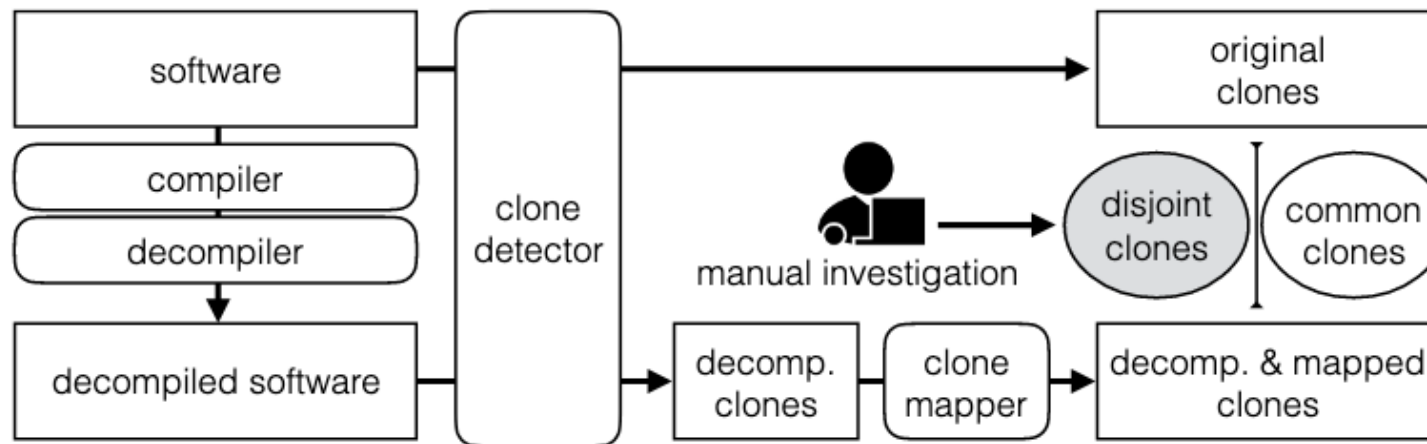 software
original
clones
compiler
decompiler
clone
detector
manual investigation
disjoint
clones
common
clones
decompiled software
decomp.
clones
clone
mapper
decomp. & mapped
clones